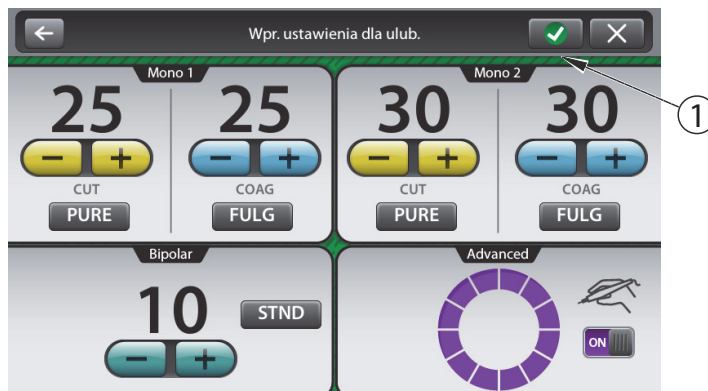 Wpr. ustawienia dla ulub.
Mono 1
25
25
CUT
COAG
PURE
FULG
Mono 2
30
30
CUT
COAG
PURE
FULG
Bipolar
10
STND
Advanced
ON
1